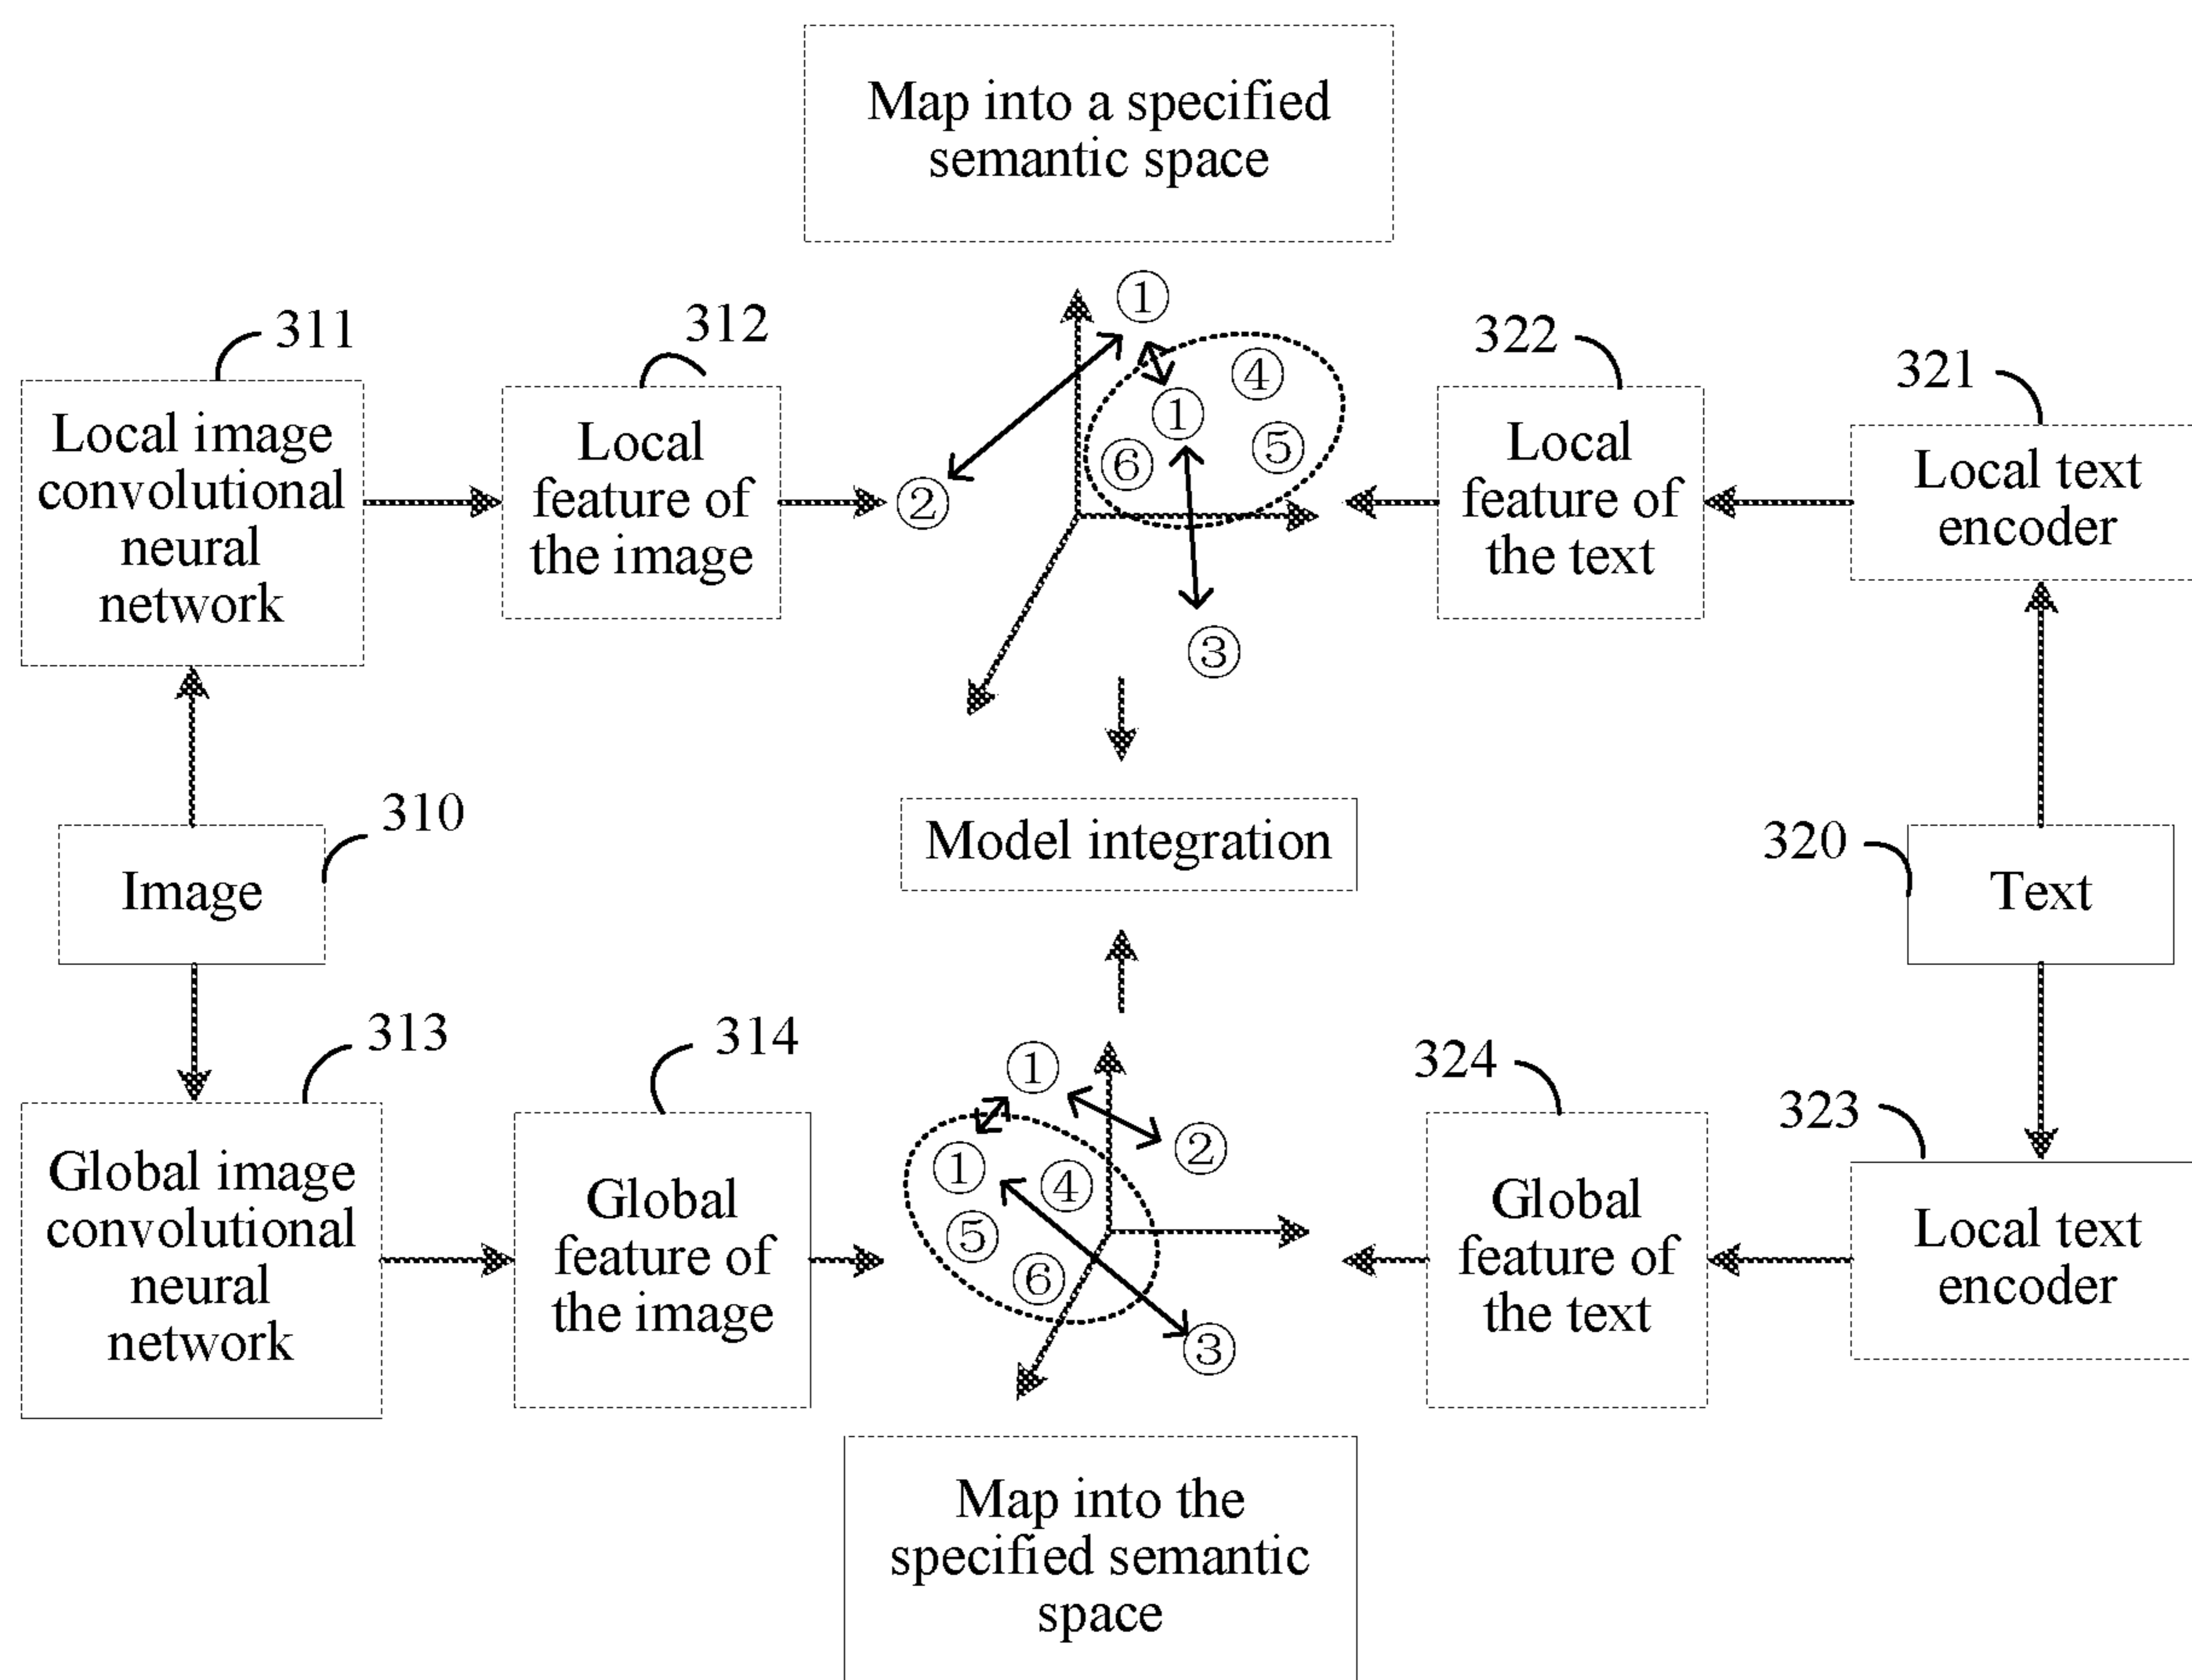 Map into a specified
semantic space
311
312
322
321
Local image
convolutional
neural
network
Local
feature of
the image
①
②
①
④
⑤
⑥
③
Local
feature of
the text
Local text
encoder
310
Image
Model integration
320
Text
313
314
324
323
Global image
convolutional
neural
network
Global
feature of
the image
①
②
①
④
⑤
⑥
③
Global
feature of
the text
Local text
encoder
Map into the
specified semantic
space